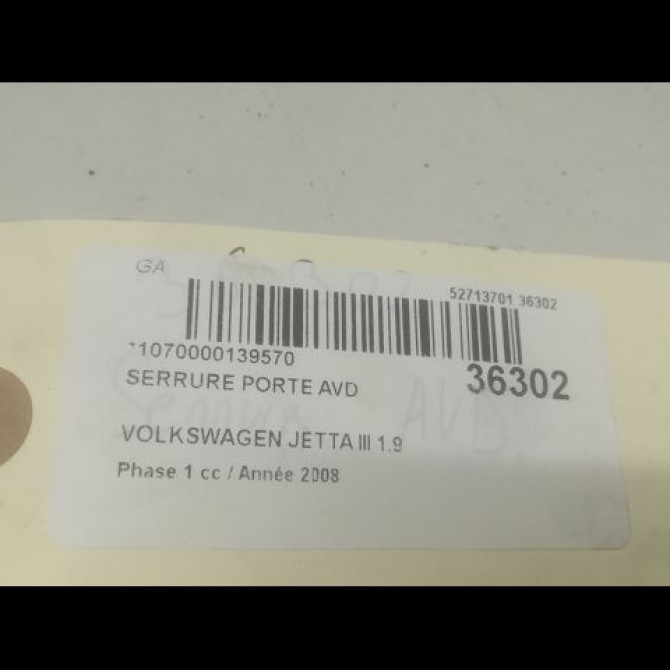 GA
52713701 36302
*1070000139570
SERRURE PORTE AVD
36302
VOLKSWAGEN JETTA III 1.9
Phase 1 cc / Année 2008